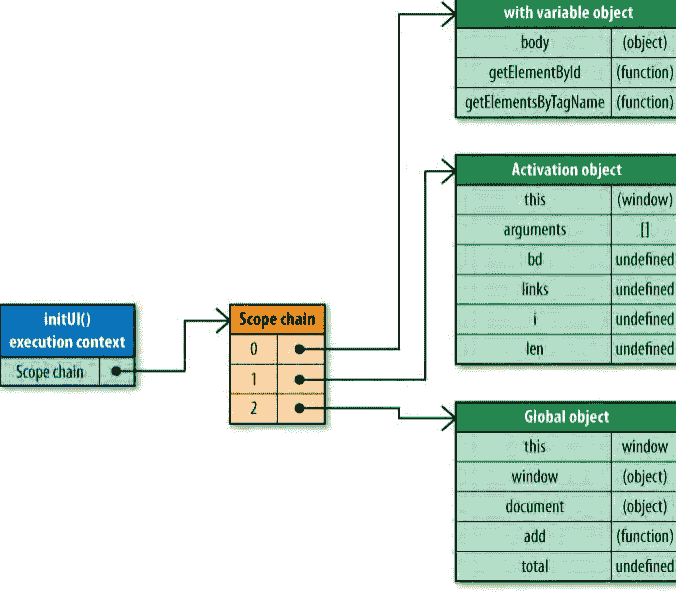 with variable object
body (object)
getElementById (function)
getElementsByTagName (function)
Activation object
this (window)
arguments []
bd undefined
links undefined
i undefined
len undefined
initUI()
execution context
Scope chain
Scope chain
0
1
2
Global object
this window
window (object)
document (object)
add (function)
total undefined